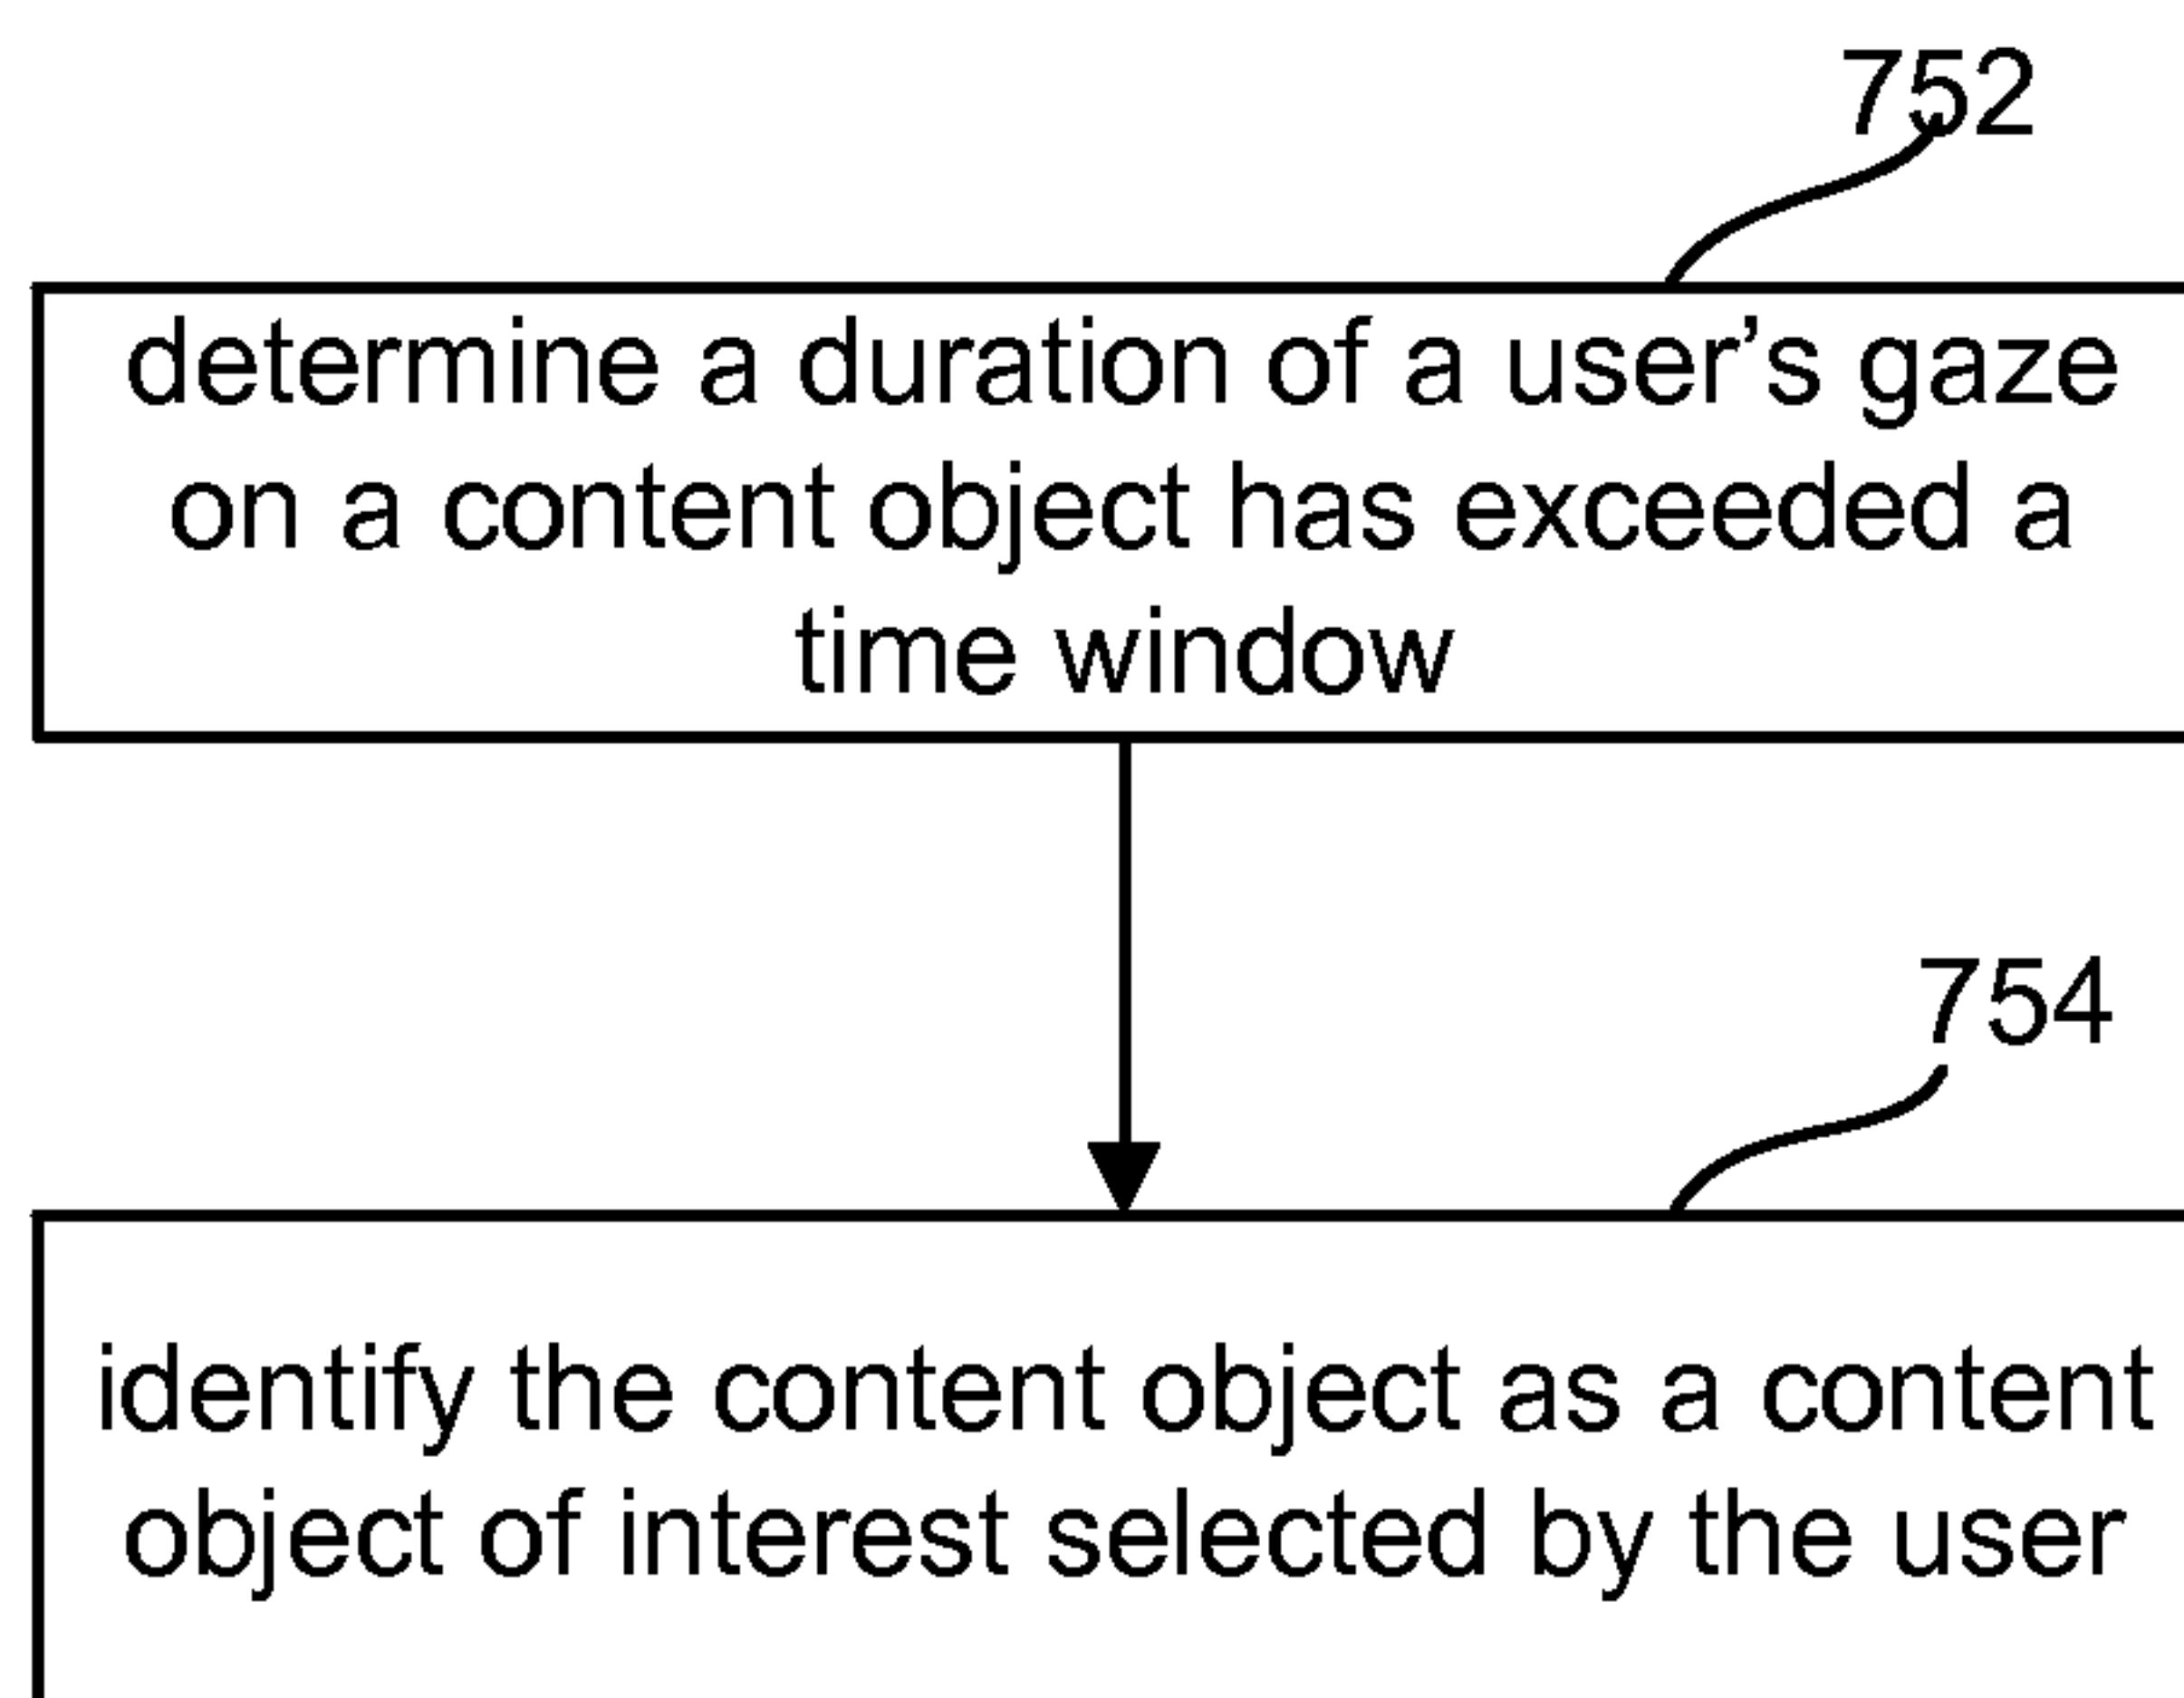 752
determine a duration of a user’s gaze
on a content object has exceeded a
time window
754
identify the content object as a content
object of interest selected by the user